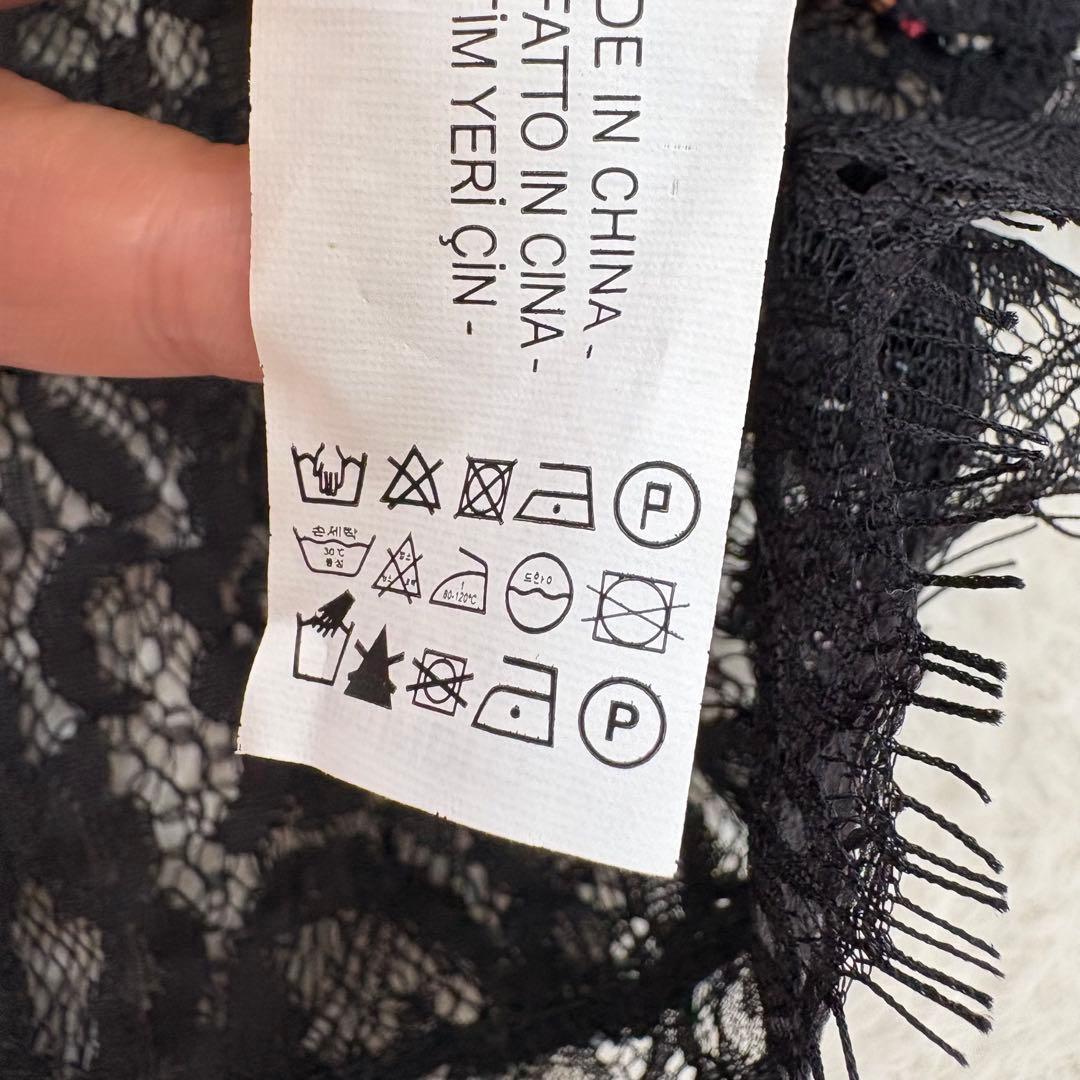 DE IN CHINA -
FATTO IN CINA-
TİM YERİ ÇİN -
P
손세탁
30℃
중성
80-120℃
드라이
P